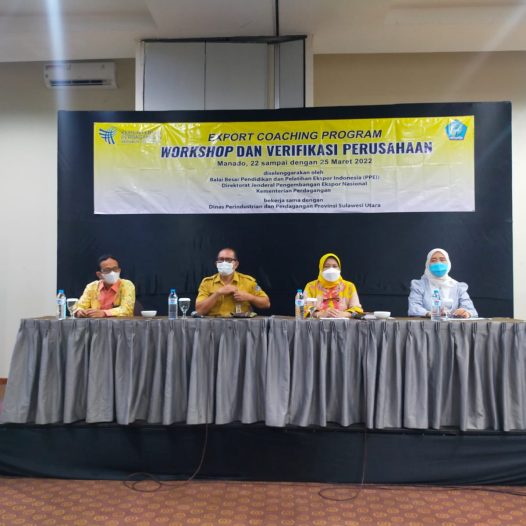 KEMENTERIAN
PERDAGANGAN
EXPORT COACHING PROGRAM
WORKSHOP DAN VERIFIKASI PERUSAHAAN
Manado, 22 sampai dengan 25 Maret 2022
diselenggarakan oleh
Balai Besar Pendidikan dan Pelatihan Ekspor Indonesia (PPEI)
Direktorat Jenderal Pengembangan Ekspor Nasional
Kementerian Perdagangan
bekerja sama dengan
Dinas Perindustrian dan Perdagangan Provinsi Sulawesi Utara